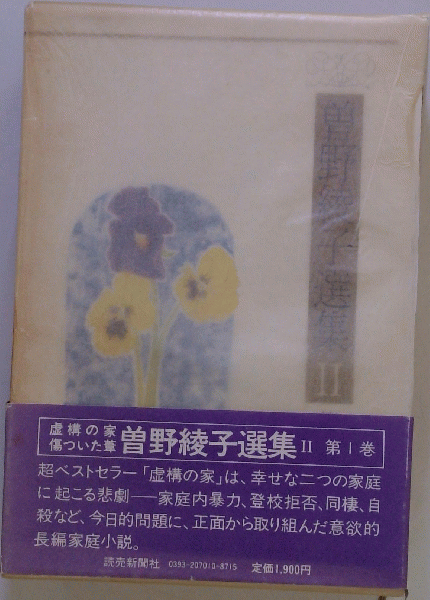 曽野綾子選集
II
虚構の家
傷ついた葦
曽野綾子選集 II 第1巻
超ベストセラー「虚構の家」は、幸せな二つの家庭
に起こる悲劇──家庭内暴力、登校拒否、同棲、自
殺など、今日的問題に、正面から取り組んだ意欲的
長編家庭小説。
読売新聞社 0393-207010-8715 定価1,900円